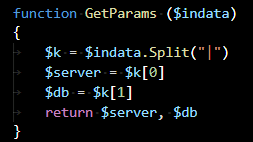 function GetParams ($indata)
{
    $k = $indata.Split("|")
    $server = $k[0]
    $db = $k[1]
    return $server, $db
}